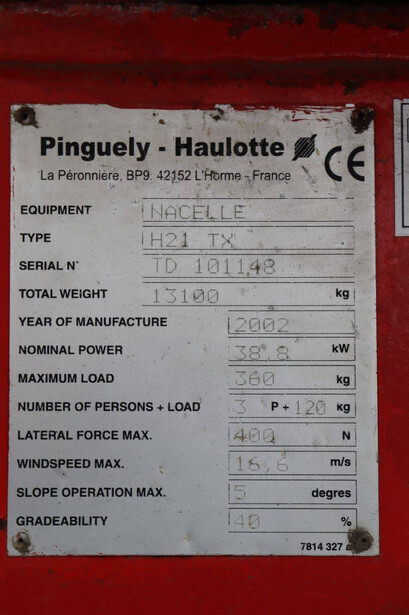 Pinguely - Haulotte CE
La Péronnière, BP9. 42152 L'Horme - France
EQUIPMENT NACELLE
TYPE H21 TX
SERIAL N° TD 101148
TOTAL WEIGHT 13100 kg
YEAR OF MANUFACTURE 2002
NOMINAL POWER 38,8 kW
MAXIMUM LOAD 360 kg
NUMBER OF PERSONS + LOAD 3 P + 120 kg
LATERAL FORCE MAX. 400 N
WINDSPEED MAX. 16,6 m/s
SLOPE OPERATION MAX. 5 degres
GRADEABILITY 40 %
7814 327 a